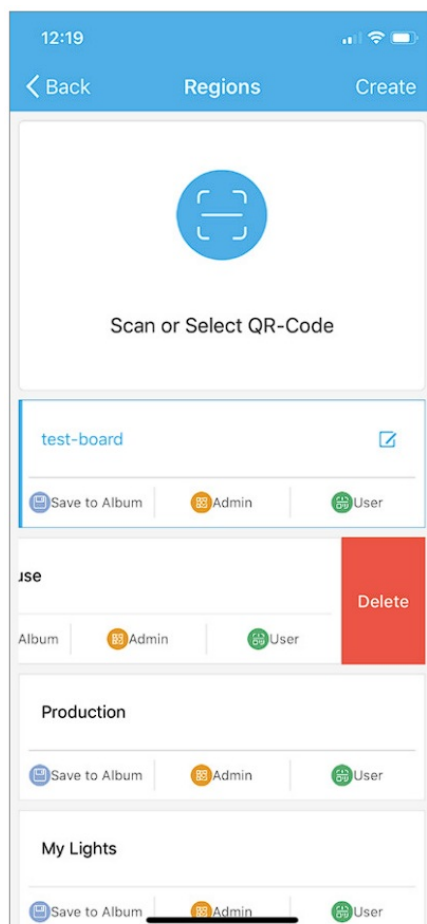 12:19
Back Regions Create
Scan or Select QR-Code
test-board
Save to Album Admin User
use
Delete
Album Admin User
Production
Save to Album Admin User
My Lights
Save to Album Admin User